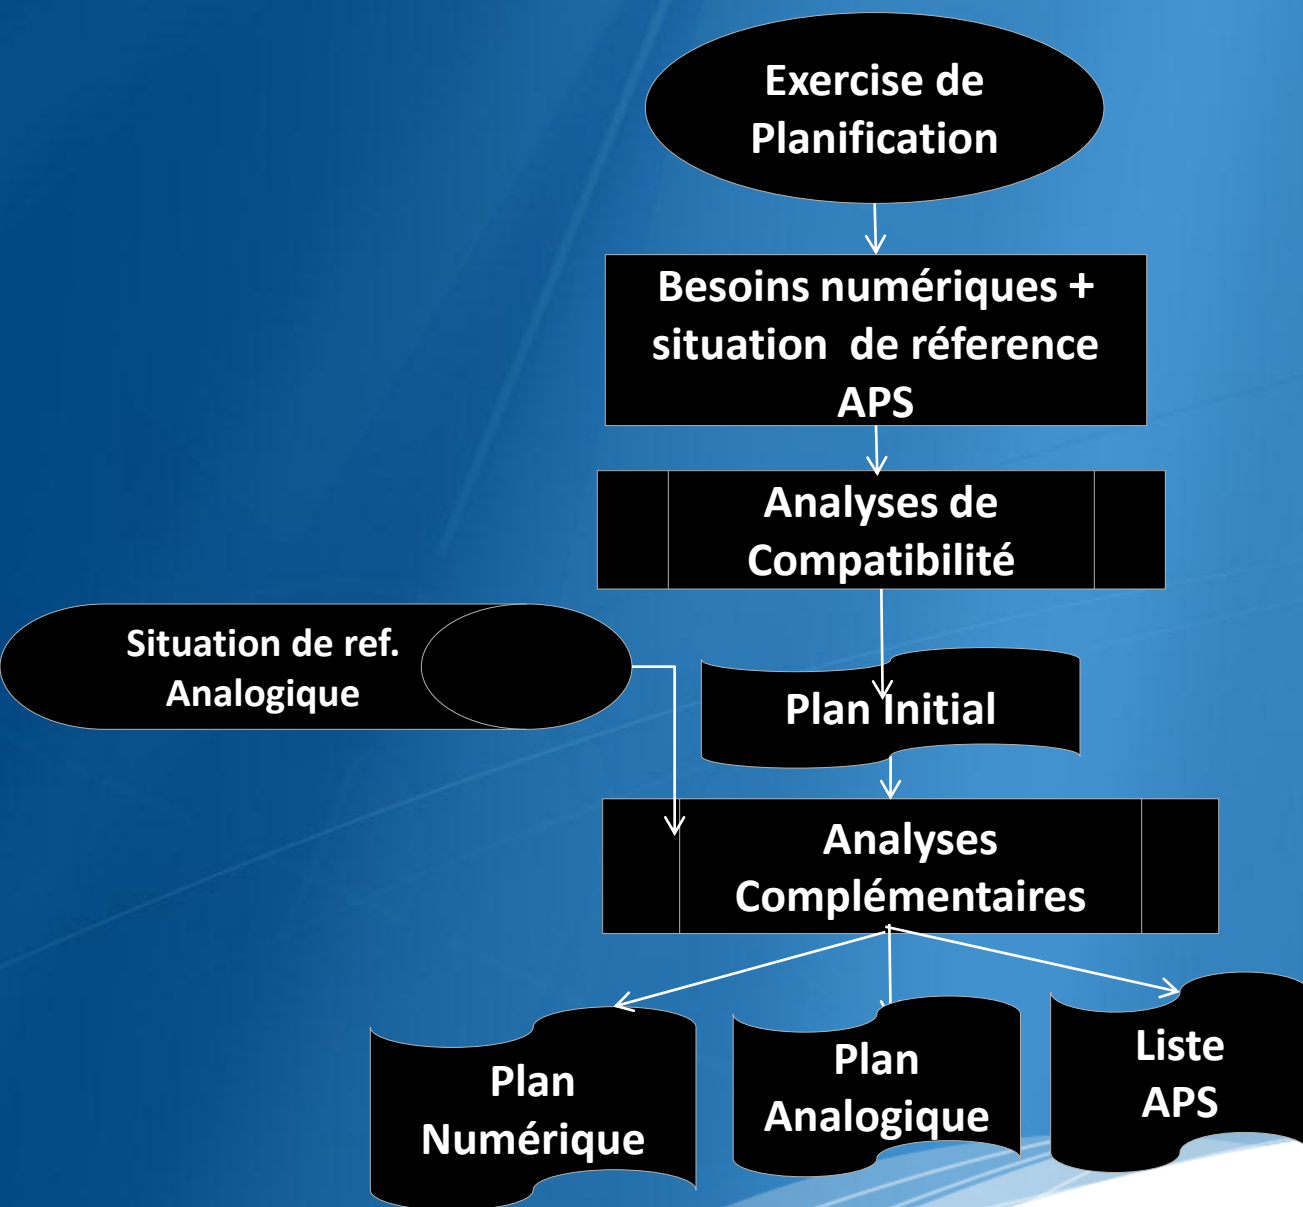 Exercise de
Planification
Besoins numériques +
situation  de réference
APS
Analyses de
Compatibilité
Situation de ref.
Analogique
Plan Initial
Analyses
Complémentaires
Plan
Numérique
Plan
Analogique
Liste
APS